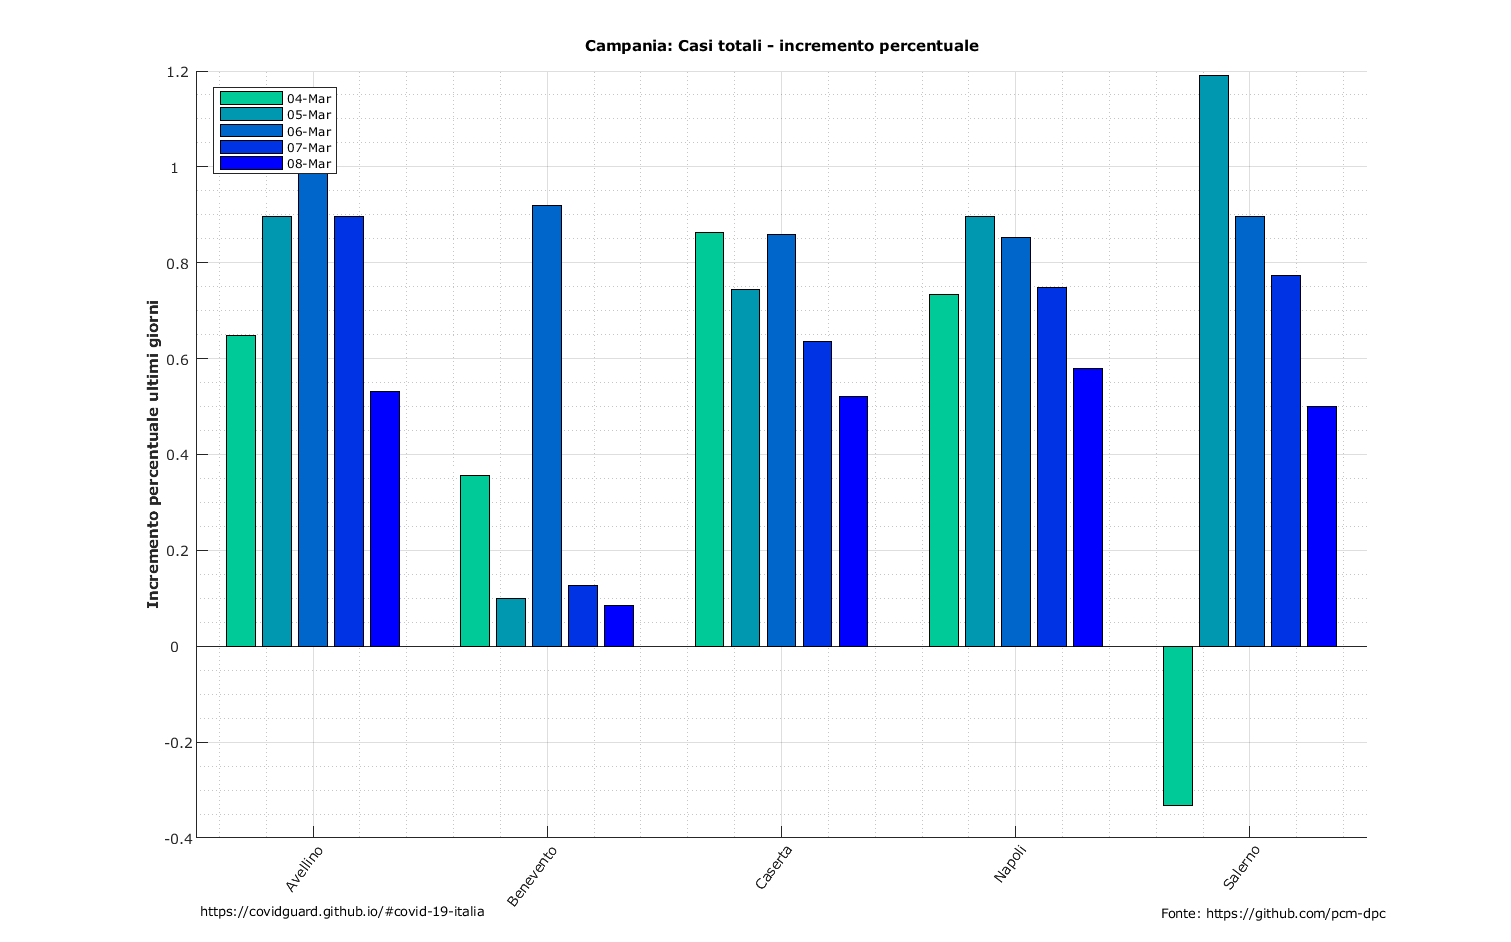 Campania: Casi totali - incremento percentuale
Incremento percentuale ultimi giorni
1.2
1
0.8
0.6
0.4
0.2
0
-0.2
-0.4
04-Mar
05-Mar
06-Mar
07-Mar
08-Mar
Avellino
Benevento
Caserta
Napoli
Salerno
https://covidguard.github.io/#covid-19-italia
Fonte: https://github.com/pcm-dpc